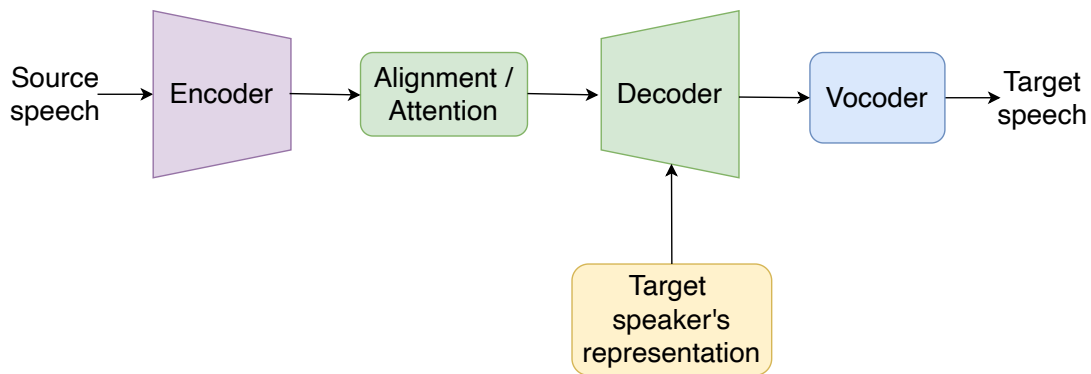 Source
speech
Encoder
Alignment /
Attention
Decoder
Vocoder
Target
speech
Target
speaker's
representation